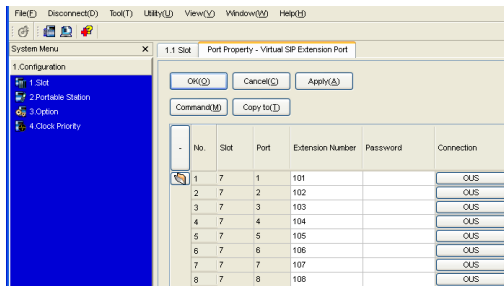 File(F) Disconnect(D) Tool(T) Utility(U) View(V) Window(W) Help(H)
System Menu X
1.1 Slot Port Property - Virtual SIP Extension Port
1.Configuration
1.Slot
2.Portable Station
3.Option
4.Clock Priority
OK(O) Cancel(C) Apply(A)
Command(M) Copy to(T)
- No. Slot Port Extension Number Password Connection
1 7 1 101 OUS
2 7 2 102 OUS
3 7 3 103 OUS
4 7 4 104 OUS
5 7 5 105 OUS
6 7 6 106 OUS
7 7 7 107 OUS
8 7 8 108 OUS